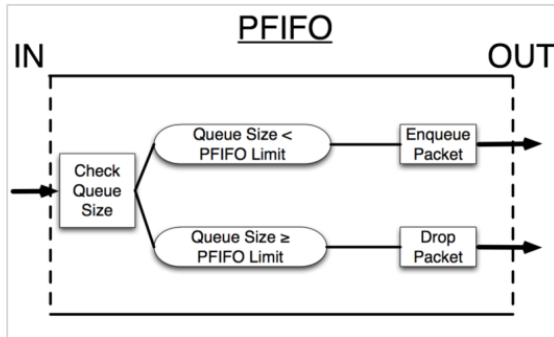 PFIFO
IN
OUT
Queue Size <
PFIFO Limit
Enqueue
Packet
Check
Queue
Size
Queue Size ≥
PFIFO Limit
Drop
Packet